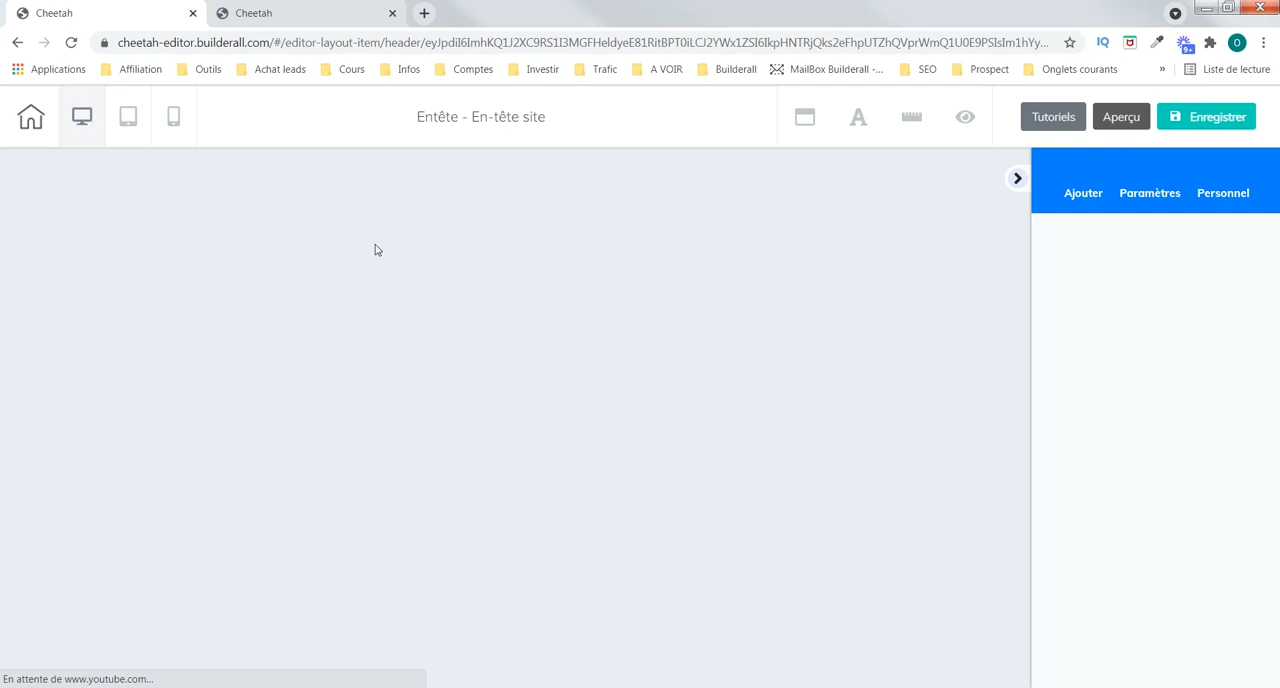 Cheetah
Cheetah
cheetah-editor.builderall.com/#/editor-layout-item/header/eyJpdiI6ImhKQ1J2XC9RS1I3MGFHeldyeE81RitBPT0iLCJ2YWx1ZSI6IkpHNTRjQks2eFhpUTZhQVprWmQ1U0E9PSIsIm1hYy...
IQ
9+
O
Applications
Affiliation
Outils
Achat leads
Cours
Infos
Comptes
Investir
Trafic
A VOIR
Builderall
MailBox Builderall -...
SEO
Prospect
Onglets courants
»
Liste de lecture
Entête - En-tête site
A
Tutoriels
Aperçu
Enregistrer
Ajouter
Paramètres
Personnel
En attente de www.youtube.com...